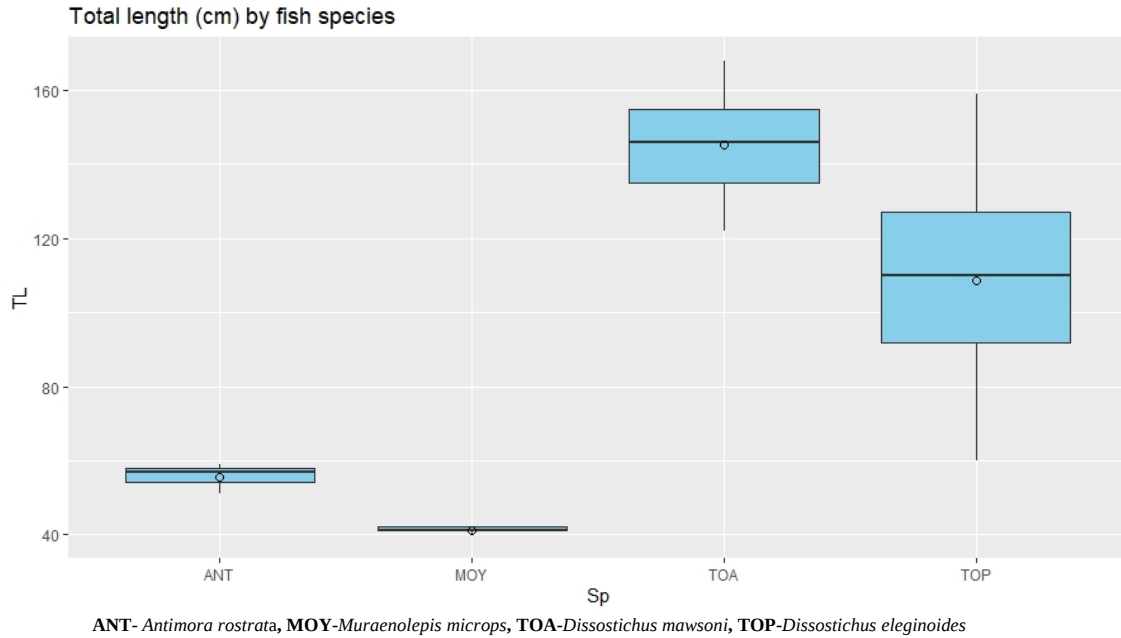 Total length (cm) by fish species
160
120
80
40
TL
ANT MOY TOA TOP
Sp
ANT- Antimora rostrata, MOY-Muraenolepis microps, TOA-Dissostichus mawsoni, TOP-Dissostichus eleginoides